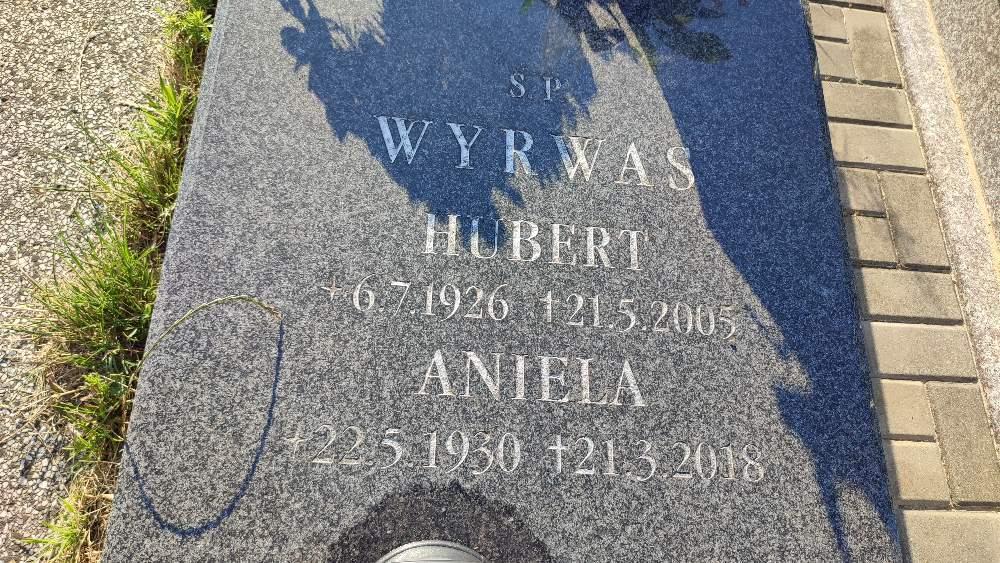 S. P.
WYRWAS
HUBERT
*6.7.1926 †21.5.2005
ANIELA
*22.5.1930 †21.3.2018